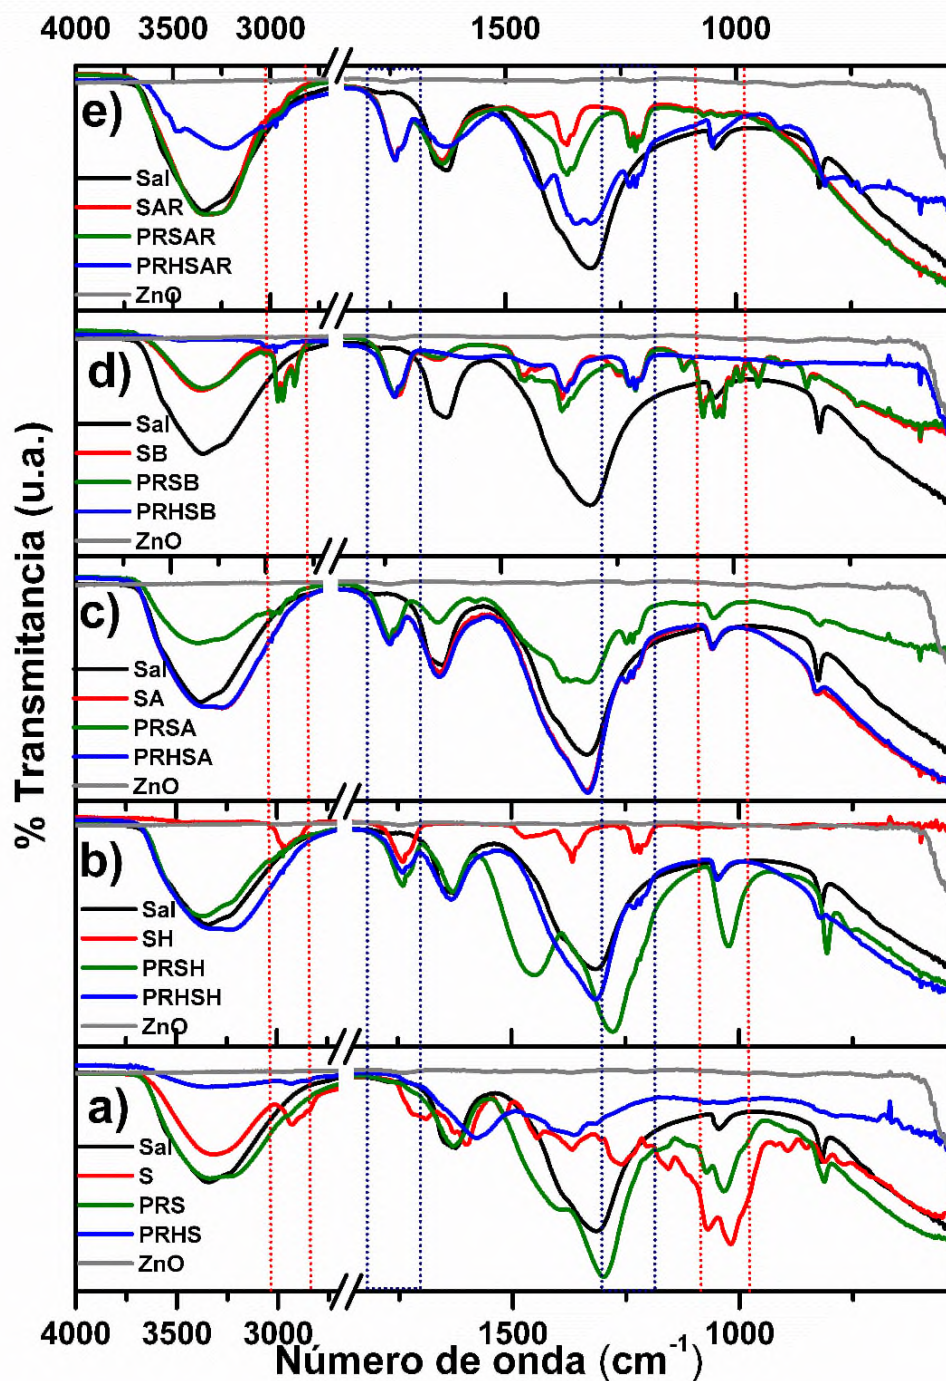 4000 3500 3000 1500 1000
e)
Sal
SAR
PRSAR
PRHSAR
ZnO
d)
Sal
SB
PRSB
PRHSB
ZnO
c)
Sal
SA
PRSA
PRHSA
ZnO
b)
Sal
SH
PRSH
PRHSH
ZnO
a)
Sal
S
PRS
PRHS
ZnO
% Transmitancia (u.a.)
4000 3500 3000 1500 1000
Número de onda (cm⁻¹)